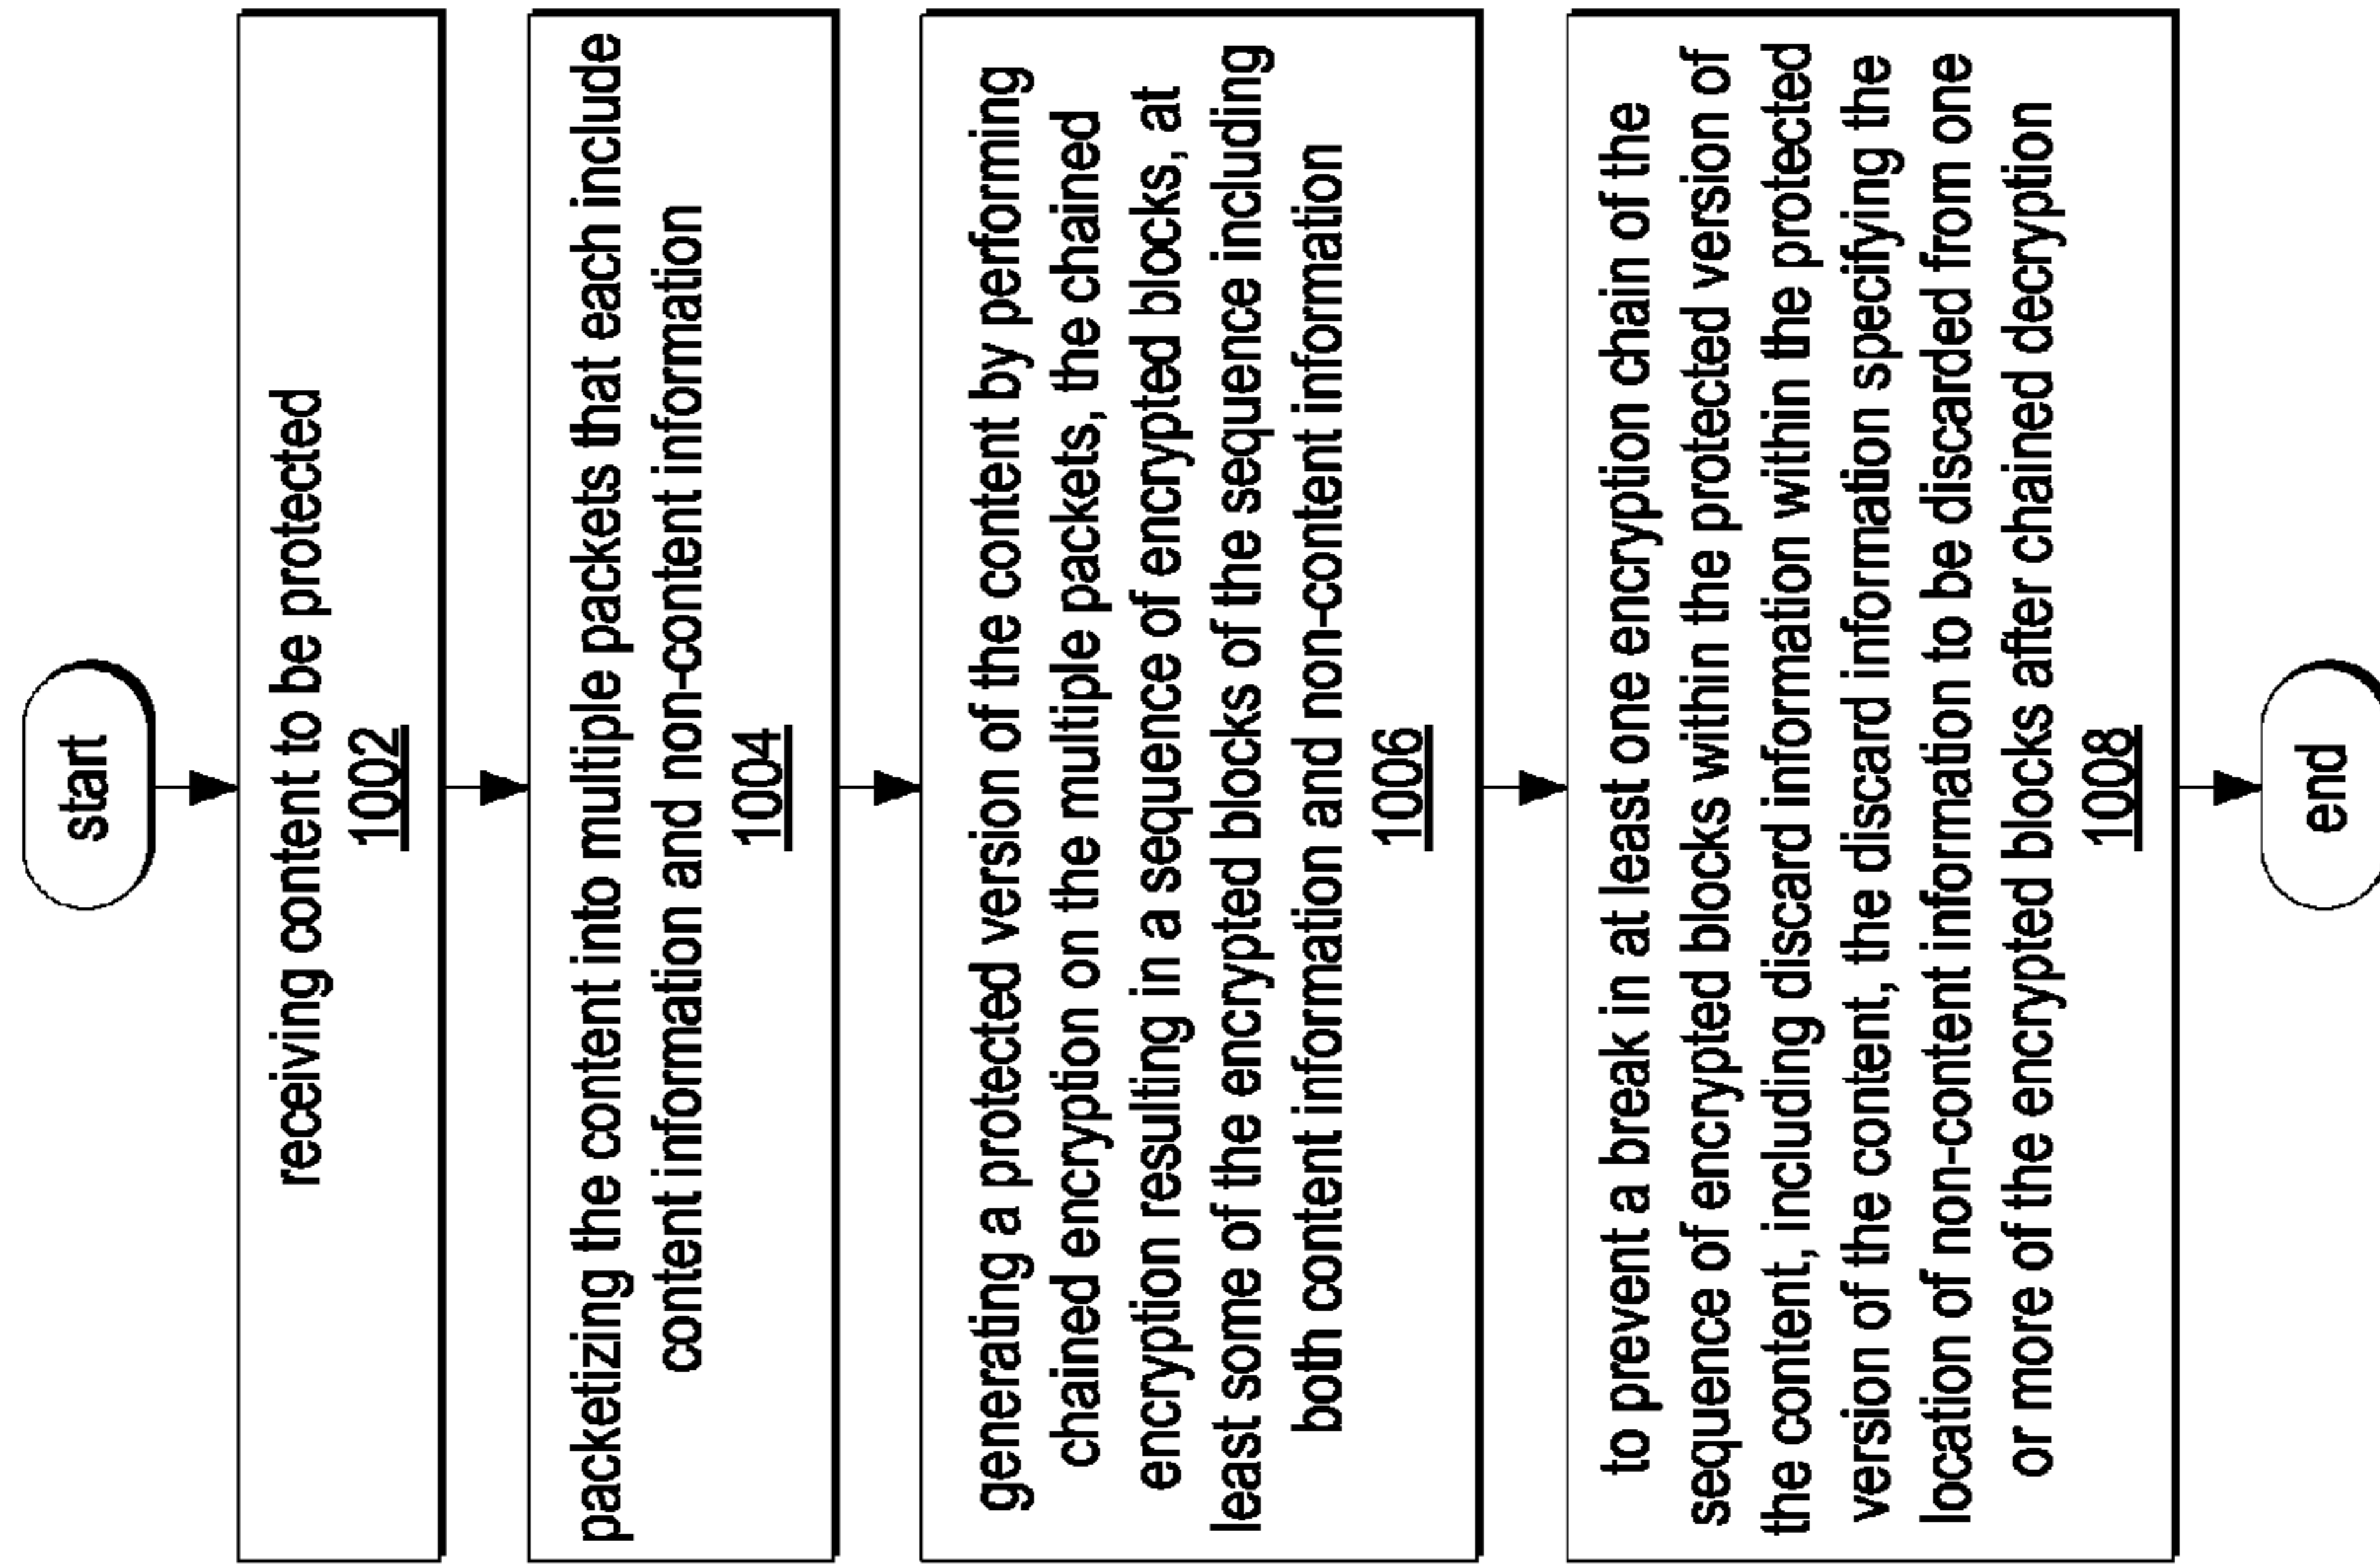 start
receiving content to be protected
1002
packetizing the content into multiple packets that each include
content information and non-content information
1004
generating a protected version of the content by performing
chained encryption on the multiple packets, the chained
encryption resulting in a sequence of encrypted blocks, at
least some of the encrypted blocks of the sequence including
both content information and non-content information
1006
to prevent a break in at least one encryption chain of the
sequence of encrypted blocks within the protected version of
the content, including discard information within the protected
version of the content, the discard information specifying the
location of non-content information to be discarded from one
or more of the encrypted blocks after chained decryption
1008
end